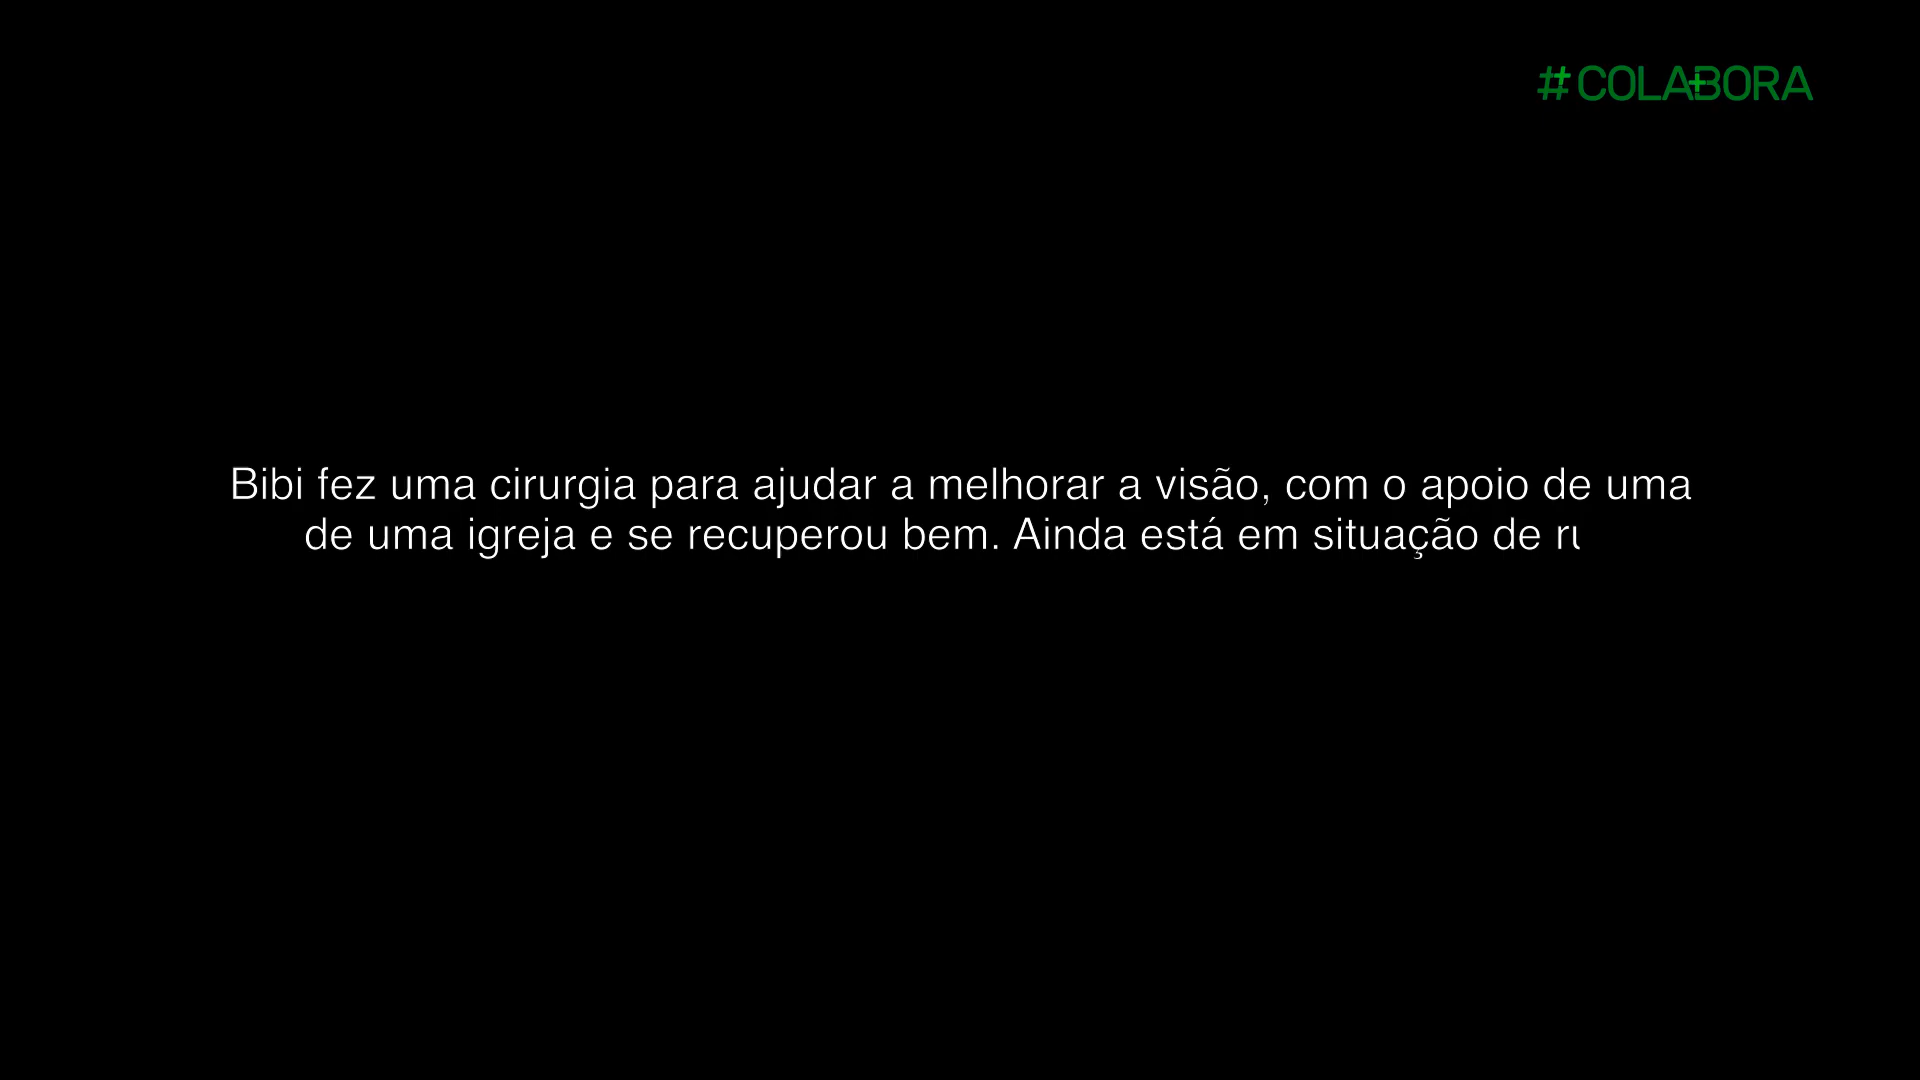 #COLABORA
Bibi fez uma cirurgia para ajudar a melhorar a visão, com o apoio de uma
de uma igreja e se recuperou bem. Ainda está em situação de